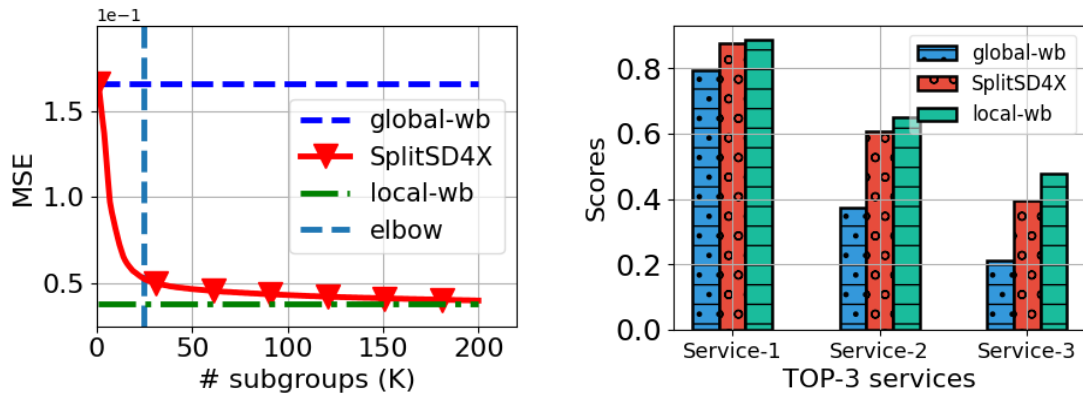 1e−1
MSE
1.5
1.0
0.5
global-wb
SplitSD4X
local-wb
elbow
0 50 100 150 200
# subgroups (K)
Scores
0.8
0.6
0.4
0.2
0.0
global-wb
SplitSD4X
local-wb
Service-1 Service-2 Service-3
TOP-3 services